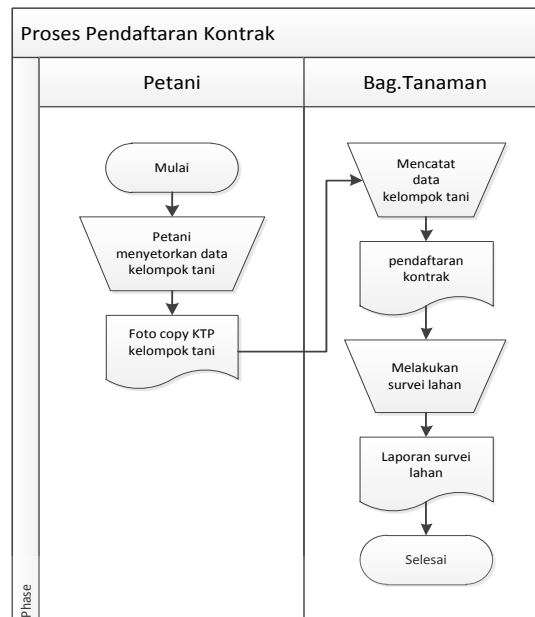 Proses Pendaftaran Kontrak
Petani
Bag.Tanaman
Mulai
Petani
menyetorkan data
kelompok tani
Foto copy KTP
kelompok tani
Mencatat
data
kelompok tani
pendaftaran
kontrak
Melakukan
survei lahan
Laporan survei
lahan
Selesai
Phase